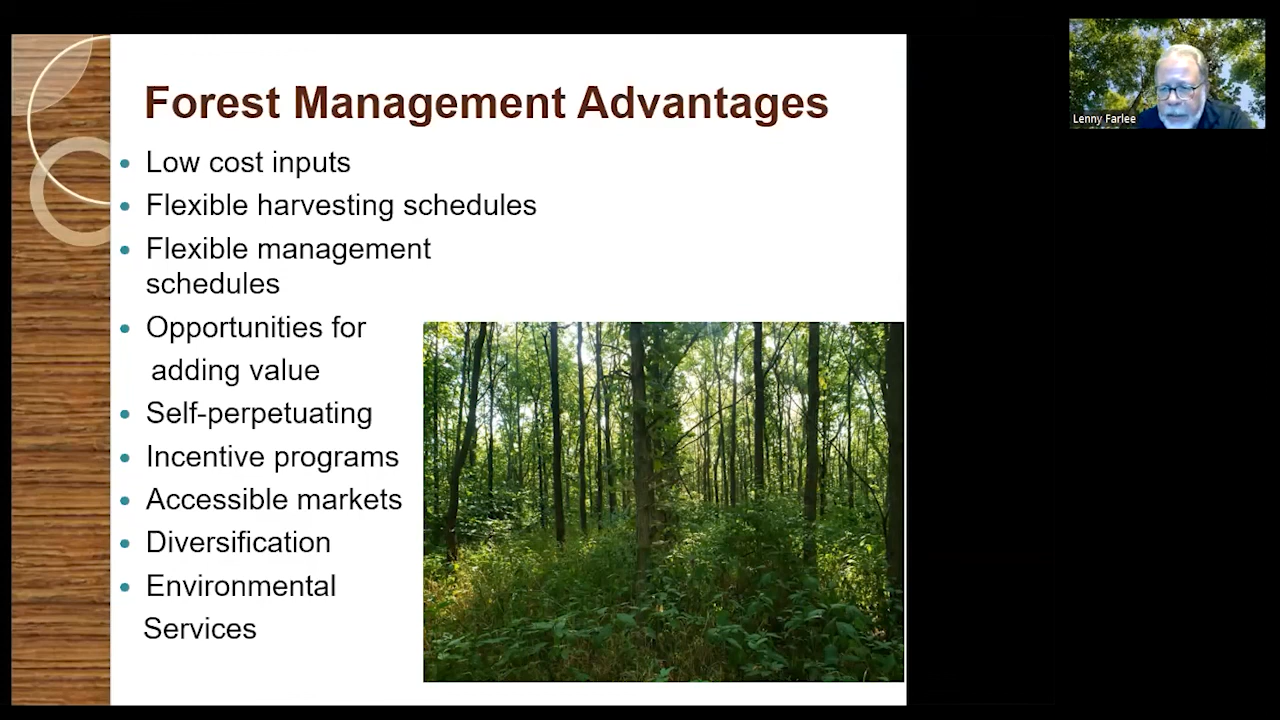 Forest Management Advantages
• Low cost inputs
• Flexible harvesting schedules
• Flexible management
schedules
• Opportunities for
adding value
• Self-perpetuating
• Incentive programs
• Accessible markets
• Diversification
• Environmental
Services
Lenny Farlee